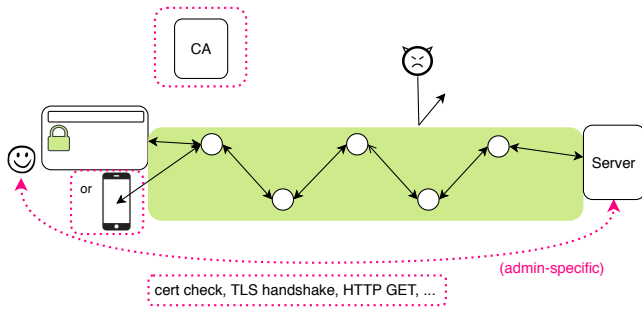 CA
or
Server
(admin-specific)
cert check, TLS handshake, HTTP GET, ...